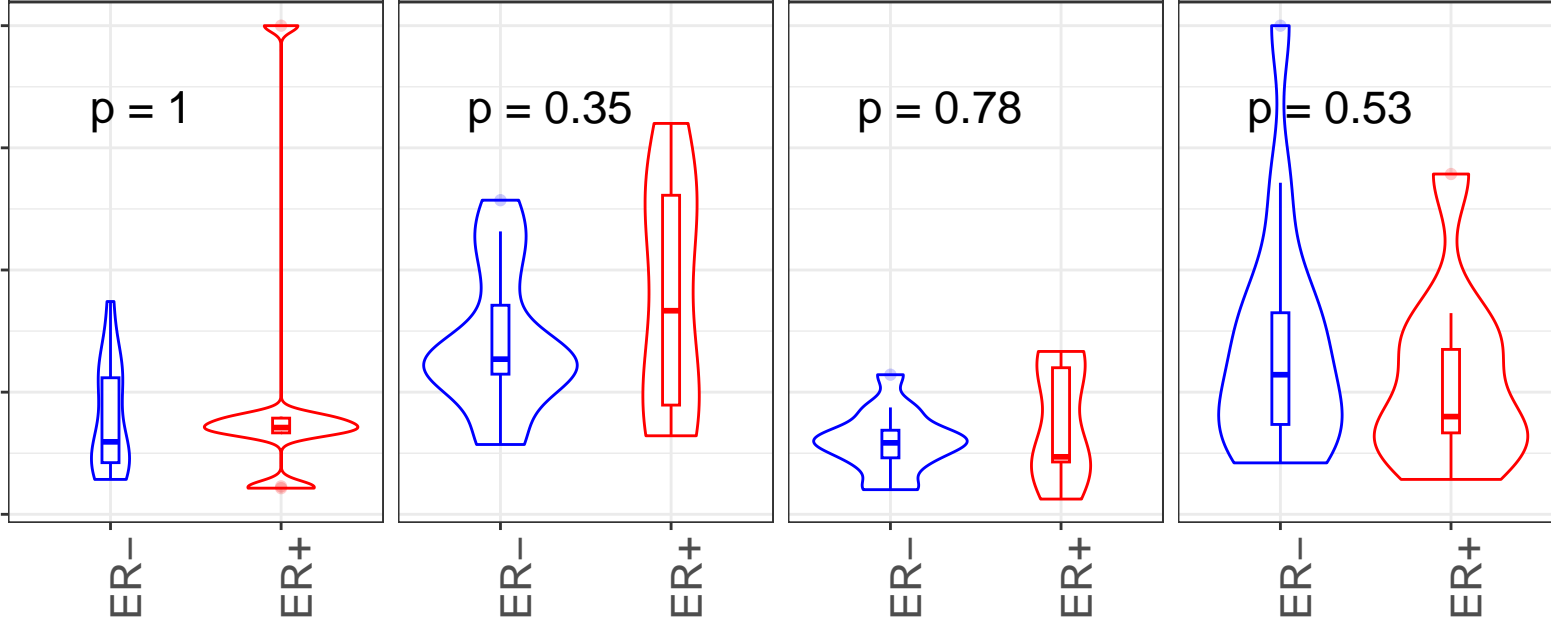 p = 1
p = 0.35
p = 0.78
p = 0.53
ER−
ER+
ER−
ER+
ER−
ER+
ER−
ER+